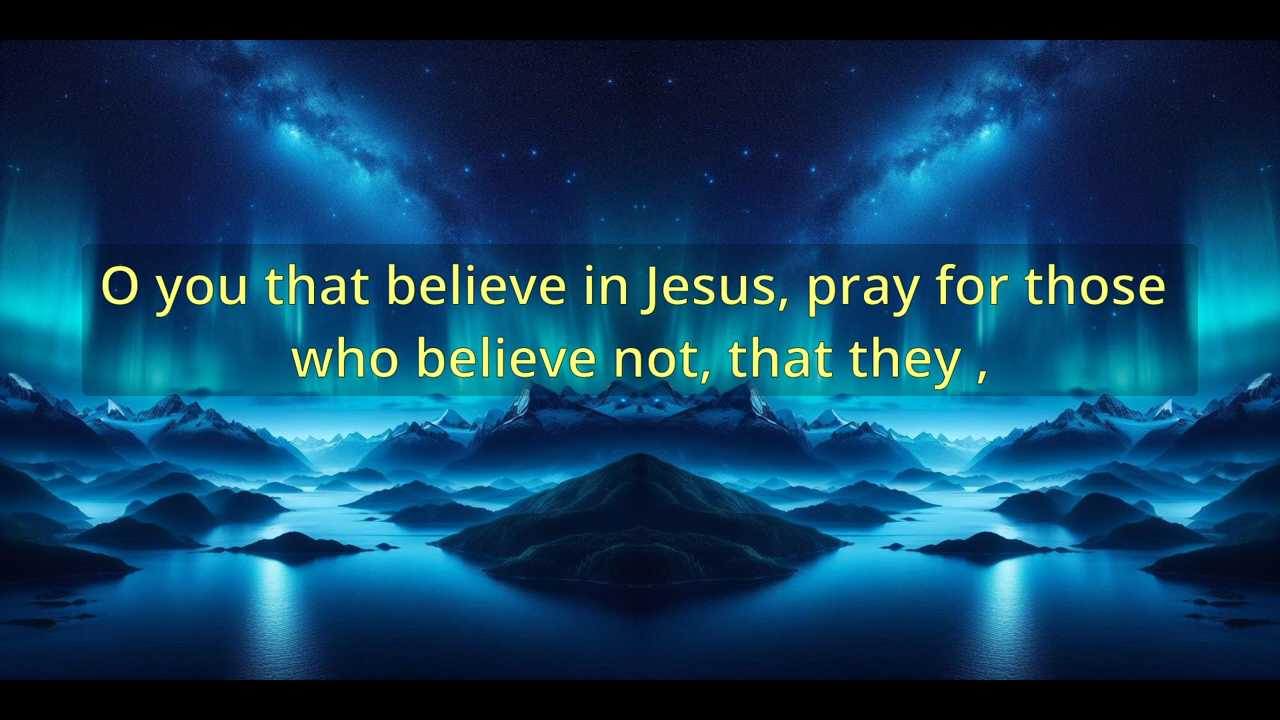 O you that believe in Jesus, pray for those
who believe not, that they ,